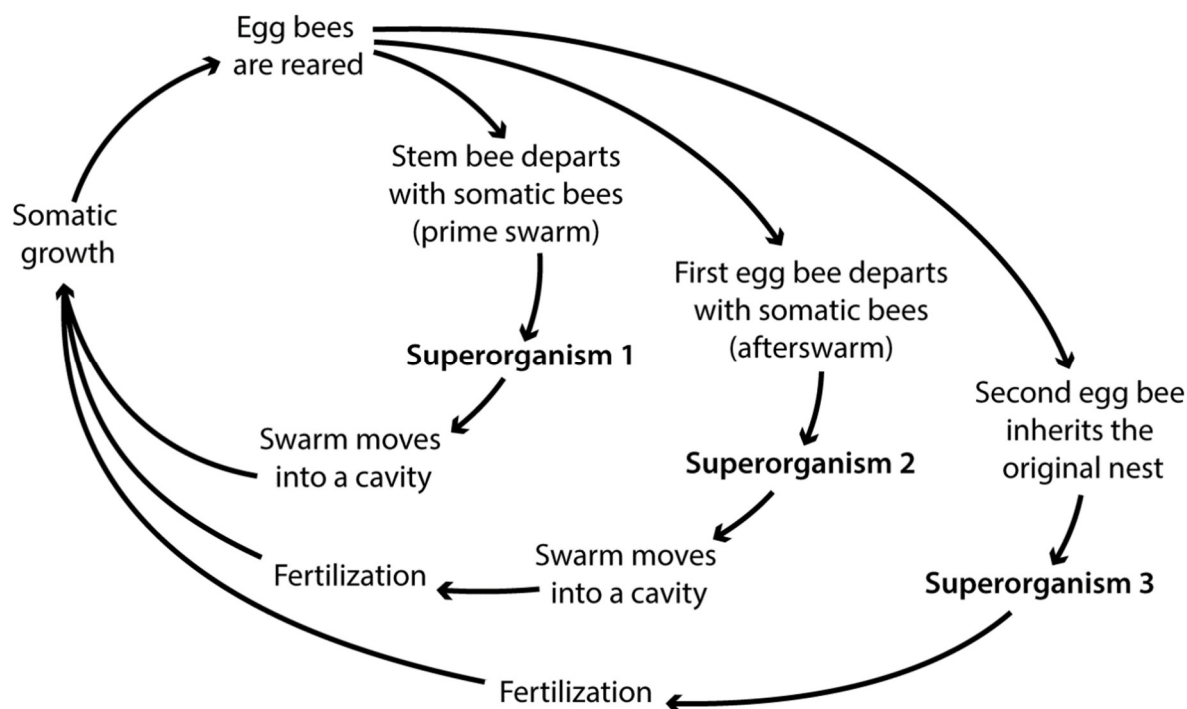 Egg bees
are reared
Stem bee departs
with somatic bees
(prime swarm)
Somatic
growth
First egg bee departs
with somatic bees
(afterswarm)
Superorganism 1
Second egg bee
inherits the
original nest
Swarm moves
into a cavity
Superorganism 2
Swarm moves
into a cavity
Fertilization
Superorganism 3
Fertilization